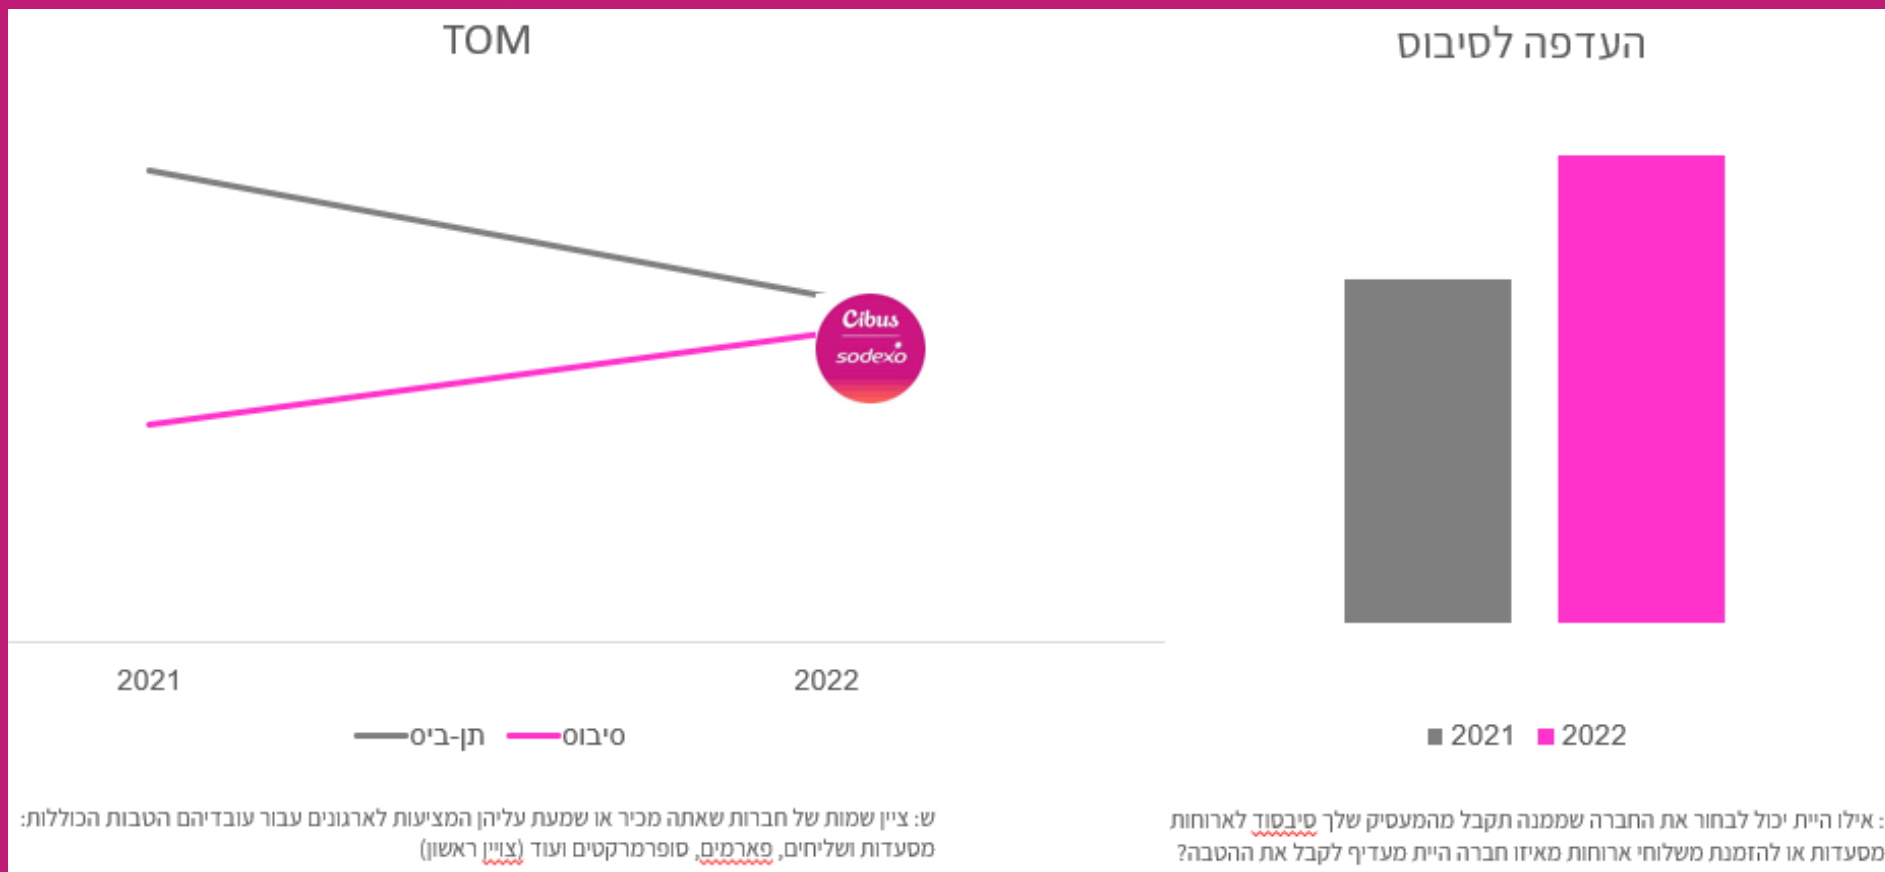 TOM
העדפה לסיבוס
Cibus
sodexo
2021
2022
תן-ביס
סיבוס
2021
2022
ש: ציין שמות של חברות שאתה מכיר או שמעת עליהן המציעות לארגונים עבור עובדיהם הטבות הכוללות:
מסעדות ושליחים, פארמים, סופרמרקטים ועוד (צויין ראשון)
: אילו היית יכול לבחור את החברה שממנה תקבל מהמעסיק שלך סיבסוד לארוחות
מסעדות או להזמנת משלוחי ארוחות מאיזו חברה היית מעדיף לקבל את ההטבה?